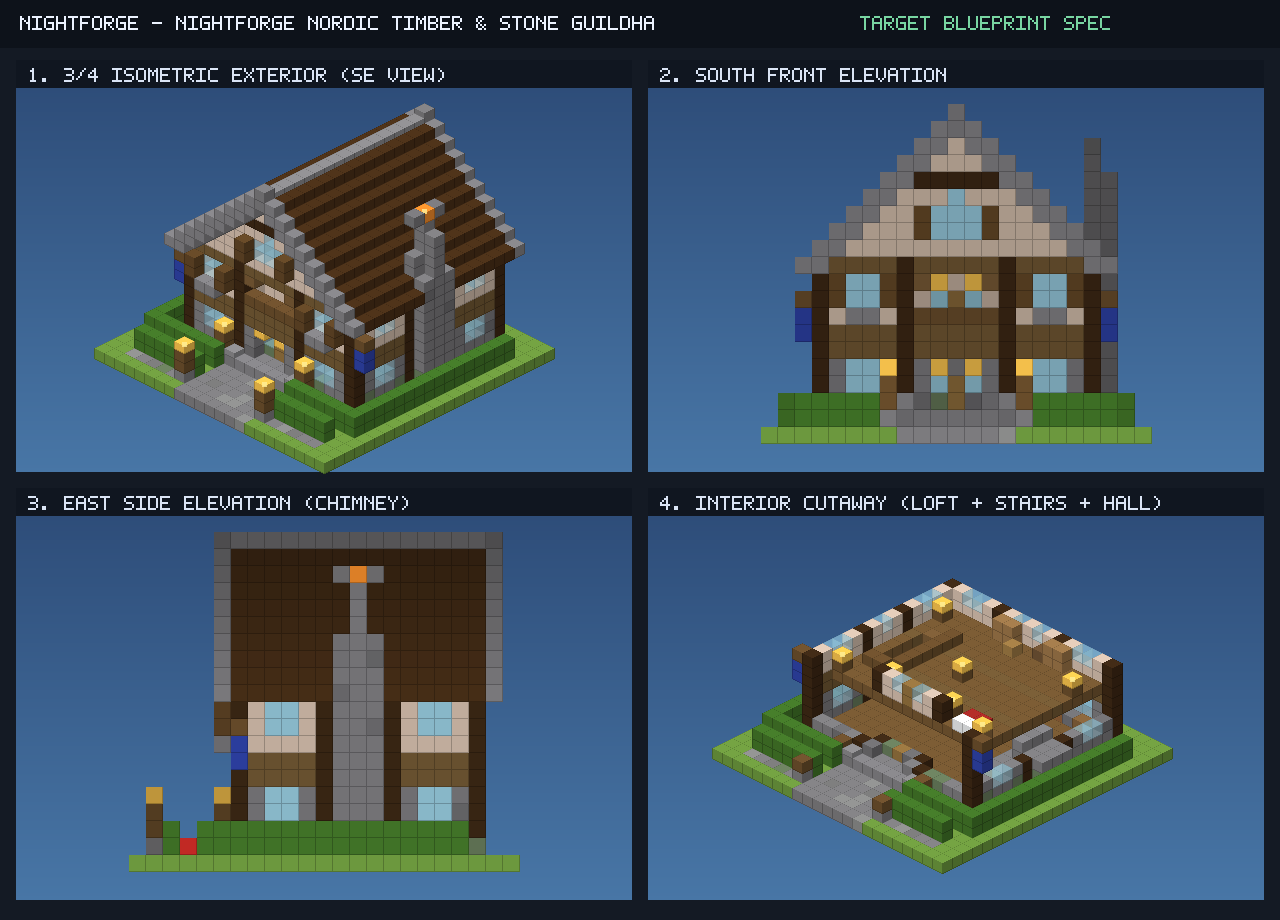 NIGHTFORGE — NIGHTFORGE NORDIC TIMBER & STONE GUILDHA
TARGET BLUEPRINT SPEC
1. 3/4 ISOMETRIC EXTERIOR (SE VIEW)
2. SOUTH FRONT ELEVATION
3. EAST SIDE ELEVATION (CHIMNEY)
4. INTERIOR CUTAWAY (LOFT + STAIRS + HALL)